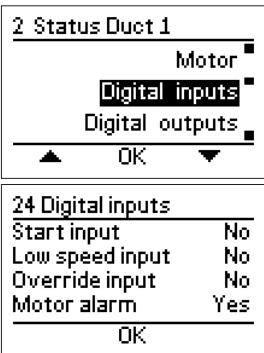 2 Status Duct 1
Motor
Digital inputs
Digital outputs
OK
24 Digital inputs
Start input No
Low speed input No
Override input No
Motor alarm Yes
OK